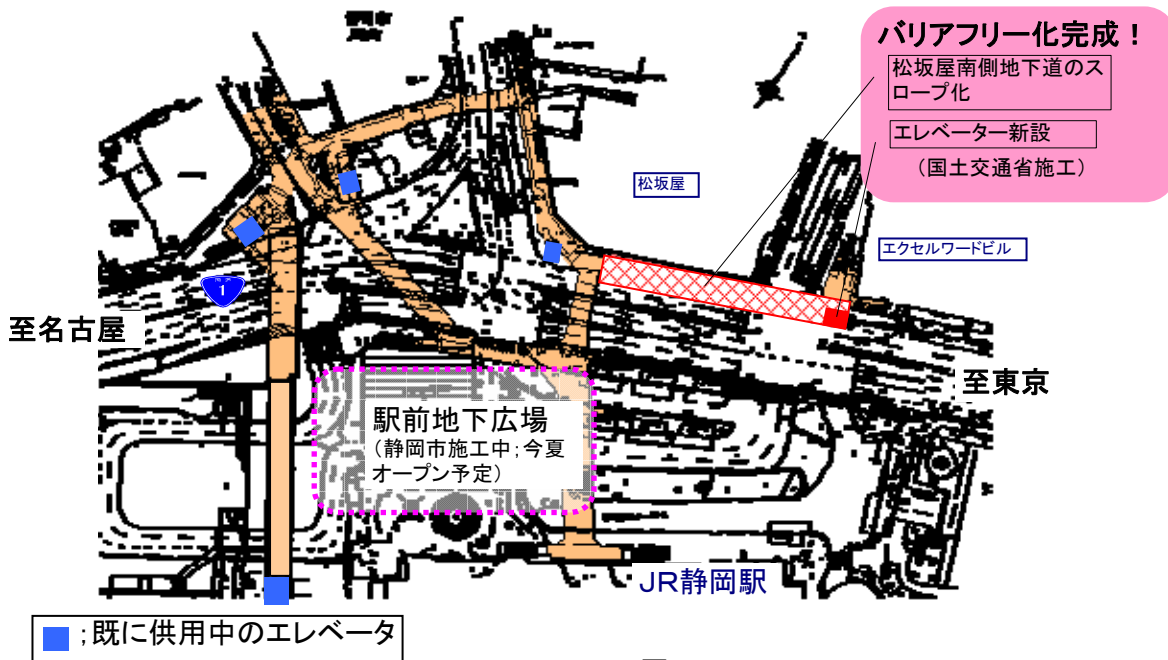 バリアフリー化完成！
松坂屋南側地下道のス
ロープ化
エレベーター新設
（国土交通省施工）
松坂屋
エクセルワードビル
1
至名古屋
至東京
駅前地下広場
（静岡市施工中；今夏
オープン予定）
ＪＲ静岡駅
；既に供用中のエレベータ